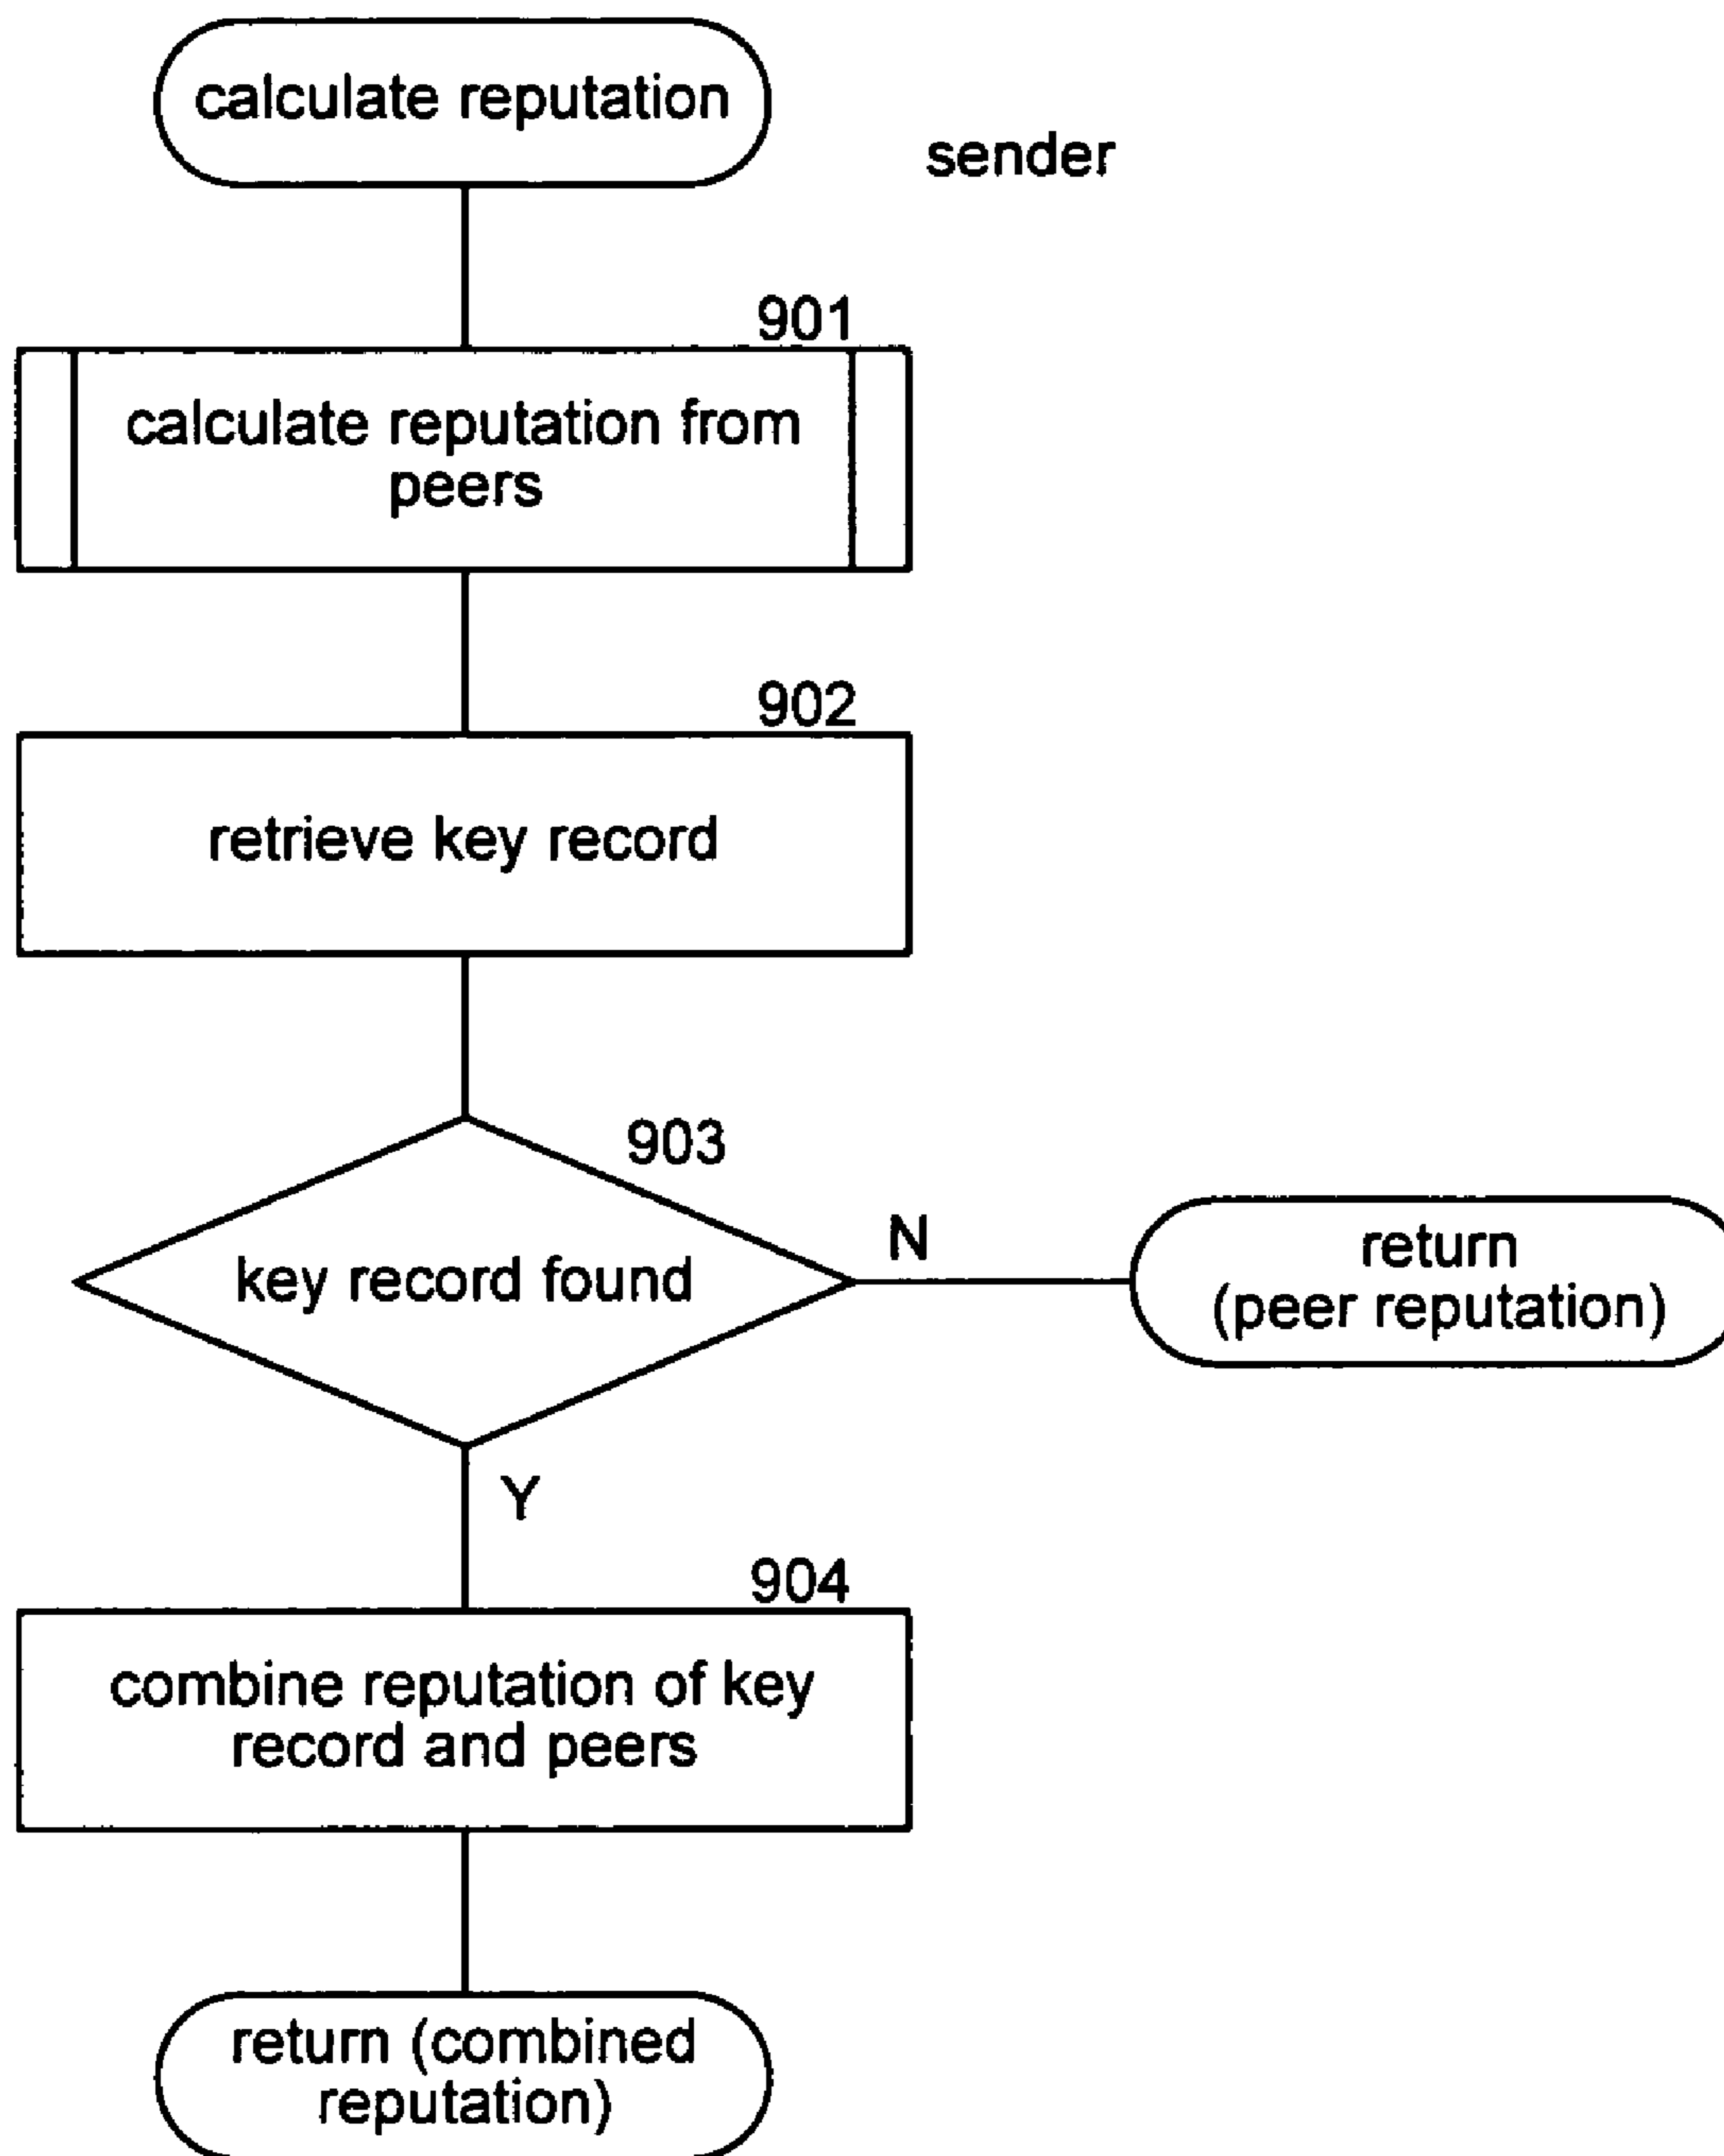 calculate reputation
sender
901
calculate reputation from
peers
902
retrieve key record
903
key record found
N
return
(peer reputation)
Y
904
combine reputation of key
record and peers
return (combined
reputation)